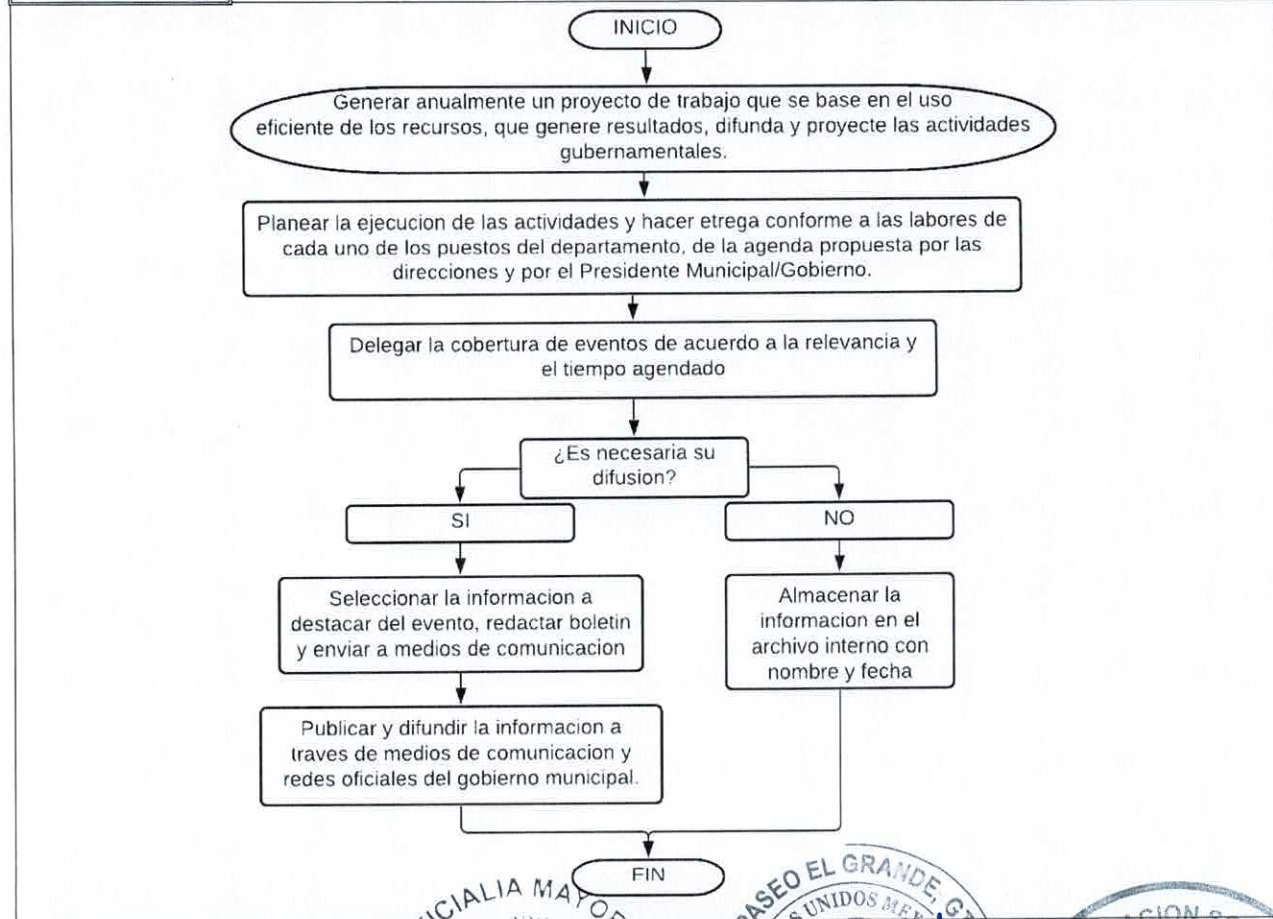 INICIO
Generar anualmente un proyecto de trabajo que se base en el uso
eficiente de los recursos, que genere resultados, difunda y proyecte las actividades
gubernamentales.
Planear la ejecucion de las actividades y hacer etrega conforme a las labores de
cada uno de los puestos del departamento, de la agenda propuesta por las
direcciones y por el Presidente Municipal/Gobierno.
Delegar la cobertura de eventos de acuerdo a la relevancia y
el tiempo agendado
¿Es necesaria su
difusion?
SI
NO
Seleccionar la informacion a
destacar del evento, redactar boletin
y enviar a medios de comunicacion
Almacenar la
informacion en el
archivo interno con
nombre y fecha
Publicar y difundir la informacion a
traves de medios de comunicacion y
redes oficiales del gobierno municipal.
FIN
ICIALIA MAYOR
PASEO EL GRANDE, G
UNIDOS MEX
CION